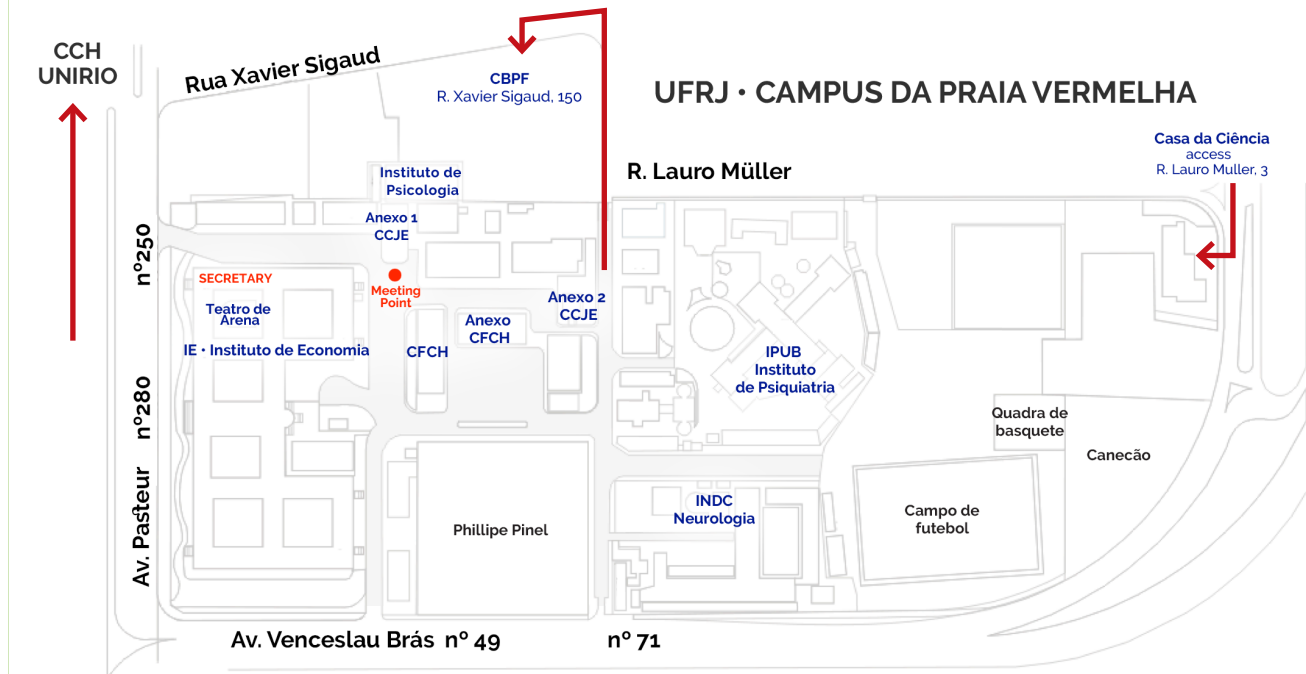 CCH
UNIRIO
Rua Xavier Sigaud
CBPF
R. Xavier Sigaud, 150
UFRJ • CAMPUS DA PRAIA VERMELHA
Casa da Ciência
access
R. Lauro Muller, 3
R. Lauro Müller
Instituto de
Psicologia
Anexo 1
CCJE
nº250
SECRETARY
Meeting
Point
Teatro de
Arena
Anexo 2
CCJE
Anexo
CFCH
IE • Instituto de Economia
CFCH
IPUB
Instituto
de Psiquiatria
nº280
Quadra de
basquete
Canecão
Av. Pasteur
INDC
Neurologia
Phillipe Pinel
Campo de
futebol
Av. Venceslau Brás nº 49
nº 71